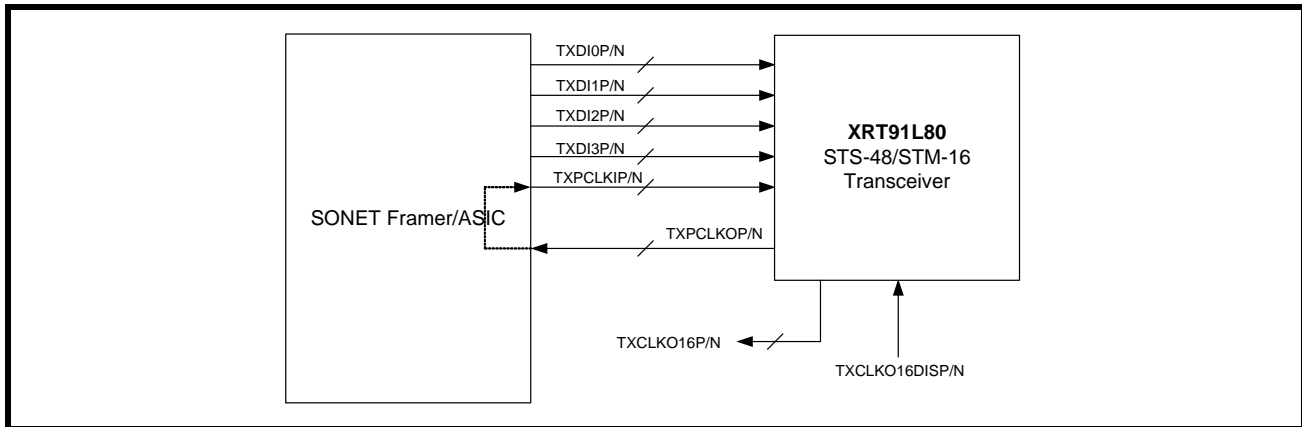 TXDI0P/N
TXDI1P/N
TXDI2P/N
TXDI3P/N
TXPCLKIP/N
SONET Framer/ASIC
TXPCLKOP/N
XRT91L80
STS-48/STM-16
Transceiver
TXCLKO16P/N
TXCLKO16DISP/N